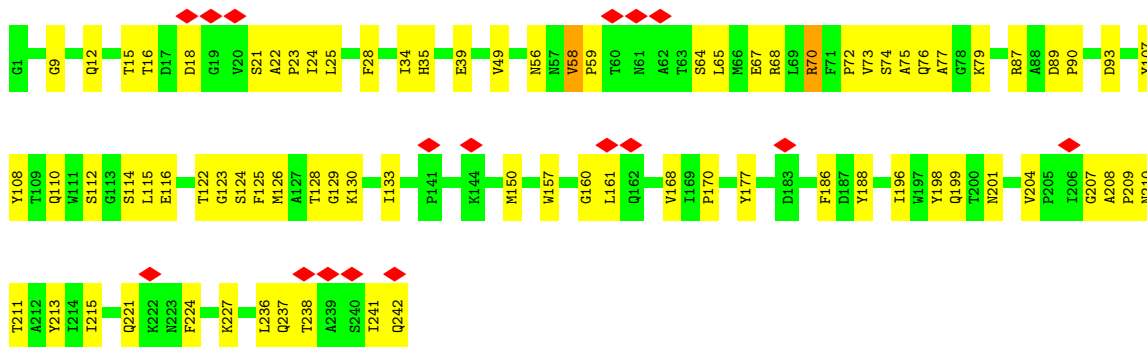 G1 G9 Q12 T15 T16 D17 D18 G19 V20 S21 A22 P23 I24 L25 F28 I34 H35 E39 V49 N56 N57 V58 P59 T60 N61 A62 T63 S64 L65 M66 E67 R68 L69 R70 F71 P72 V73 S74 A75 Q76 A77 G78 K79 R87 A88 D89 P90 D93 Y107
Y108 T109 Q110 W111 S112 G113 S114 L115 E116 T122 G123 S124 F125 M126 A127 T128 G129 K130 I133 P141 K144 M150 W157 G160 L161 Q162 V168 I169 P170 Y177 D183 F186 D187 Y188 I196 W197 Y198 Q199 T200 N201 V204 P205 I206 G207 A208 P209 N210
T211 A212 Y213 I214 I215 Q221 K222 N223 F224 K227 L236 Q237 T238 A239 S240 I241 Q242